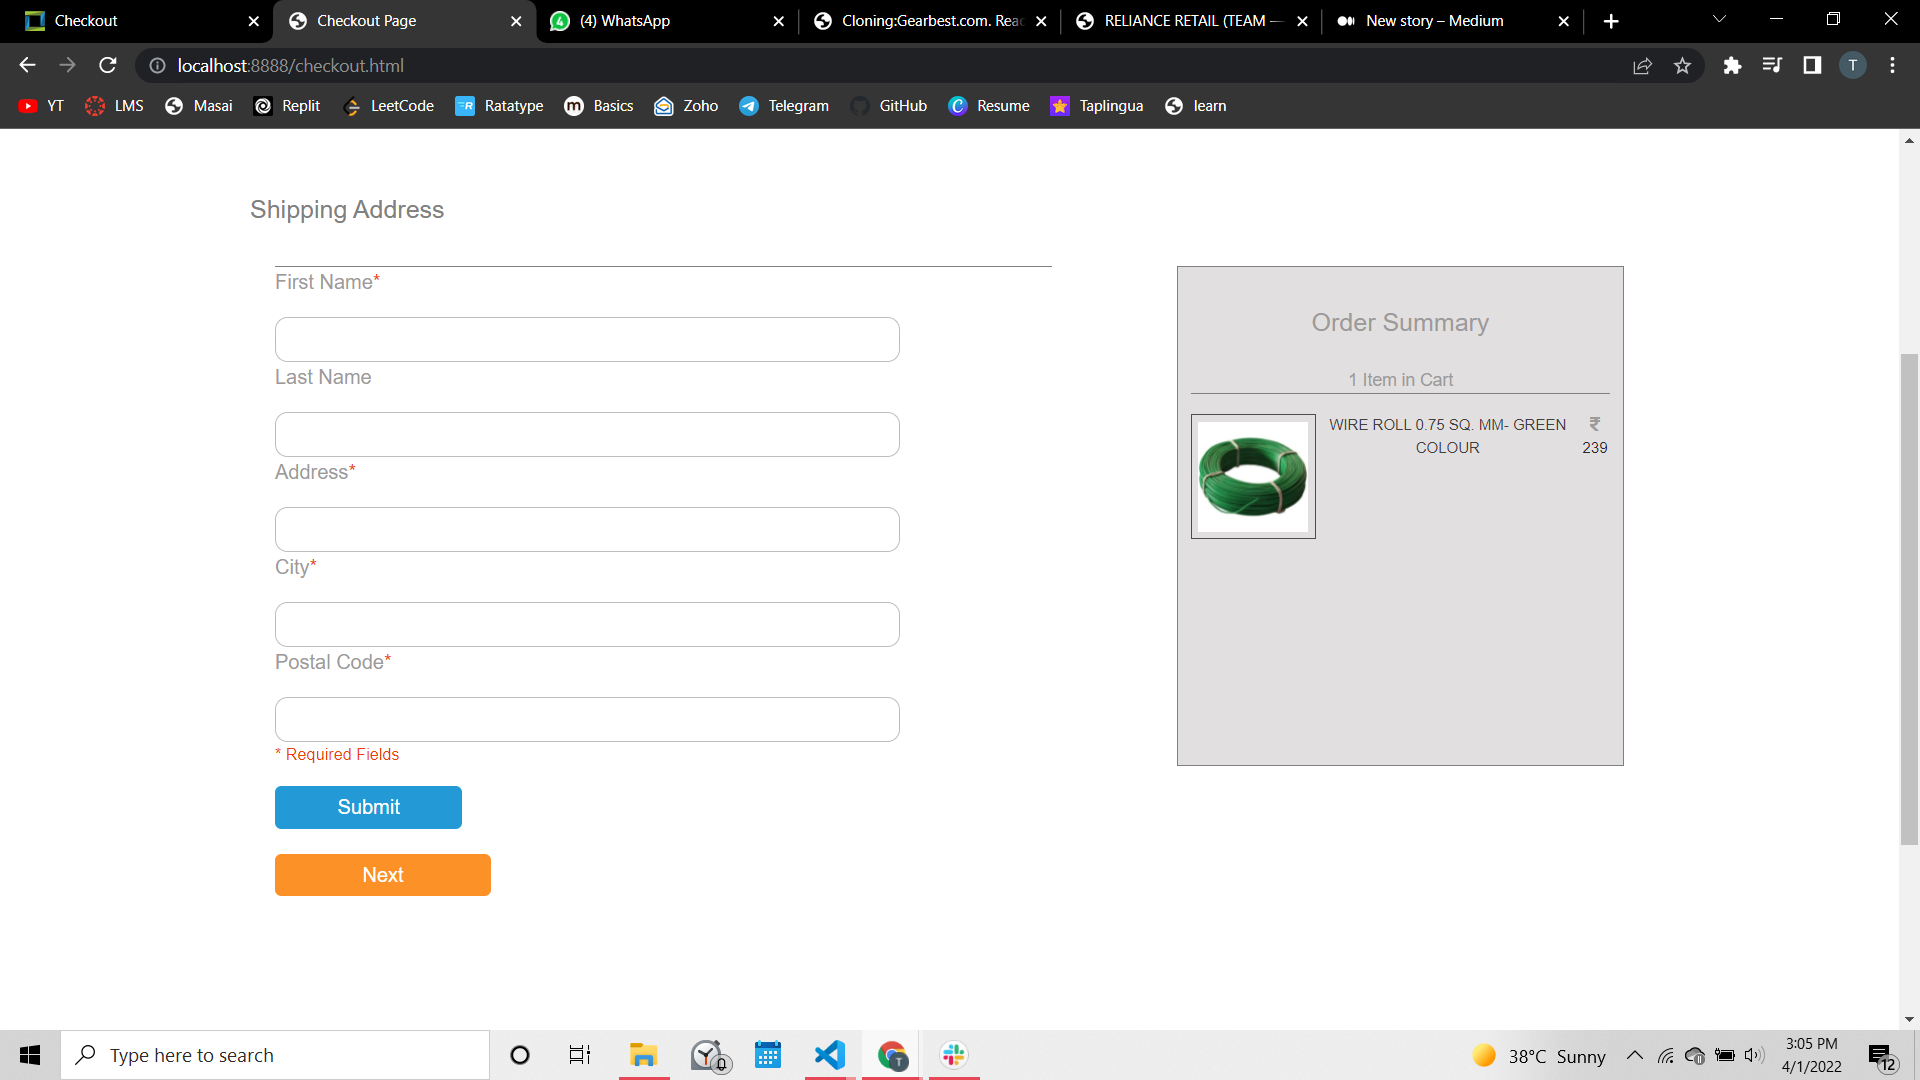 Checkout
Checkout Page
(4) WhatsApp
Cloning:Gearbest.com. Rea
RELIANCE RETAIL (TEAM —
New story – Medium
localhost:8888/checkout.html
T
YT
LMS
Masai
Replit
LeetCode
Ratatype
Basics
Zoho
Telegram
GitHub
Resume
Taplingua
learn
Shipping Address
First Name*
Last Name
Address*
City*
Postal Code*
* Required Fields
Submit
Next
Order Summary
1 Item in Cart
WIRE ROLL 0.75 SQ. MM- GREEN
COLOUR
₹
239
Type here to search
38°C Sunny
3:05 PM
4/1/2022
12